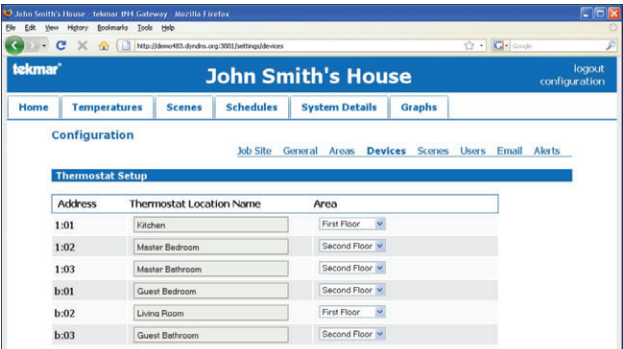 John Smith's House - tekmar tN4 Gateway - Mozilla Firefox
File Edit View History Bookmarks Tools Help
http://demo483.dyndns.org:3001/settings/devices
Google
tekmar
John Smith's House
logout
configuration
Home Temperatures Scenes Schedules System Details Graphs
Configuration
Job Site General Areas Devices Scenes Users Email Alerts
Thermostat Setup
Address Thermostat Location Name Area
1:01 Kitchen First Floor
1:02 Master Bedroom Second Floor
1:03 Master Bathroom Second Floor
b:01 Guest Bedroom Second Floor
b:02 Living Room First Floor
b:03 Guest Bathroom Second Floor